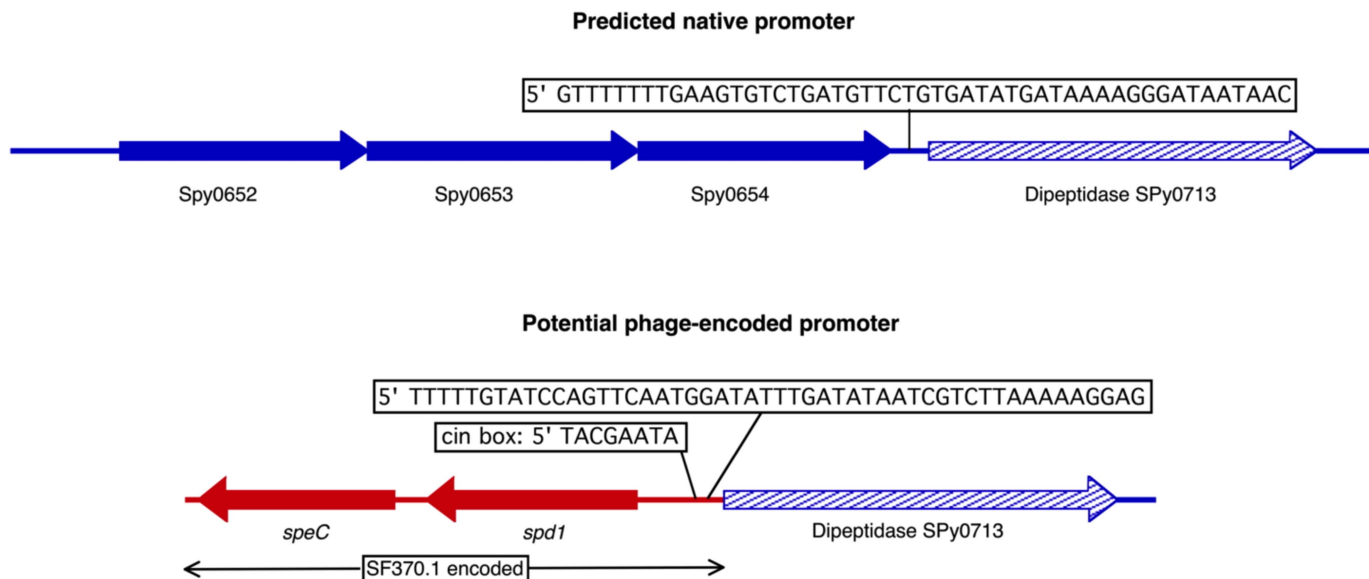 Predicted native promoter
5' GTTTTTTTGAAGTGTCTGATGTTCTGTGATATGATAAAAGGGATAATAAC
Spy0652 Spy0653 Spy0654 Dipeptidase SPy0713
Potential phage-encoded promoter
5' TTTTTGTATCCAGTTCAATGGATATTTGATATAATCGTCTTAAAAAGGAG
cin box: 5' TACGAATA
speC spd1 Dipeptidase SPy0713
SF370.1 encoded